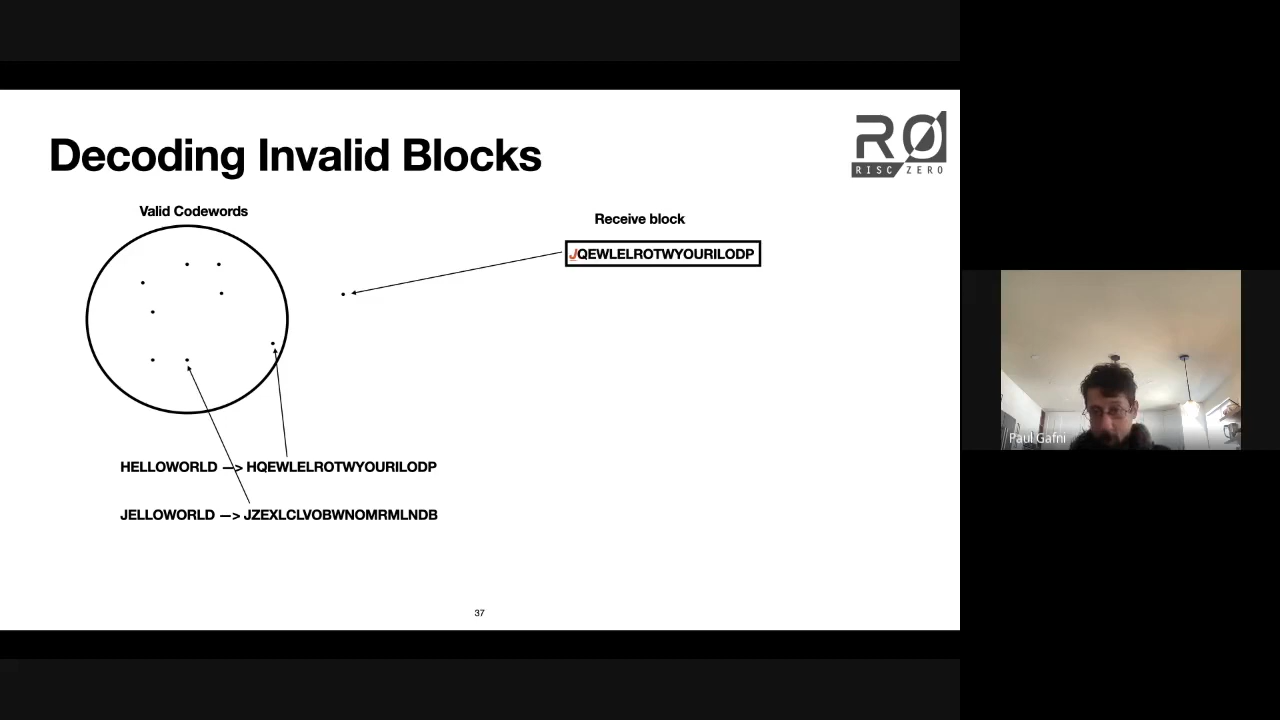 Decoding Invalid Blocks
RØ
RISC ZERO
Valid Codewords
Receive block
JQEWLELROTWYOURILODP
HELLOWORLD —> HQEWLELROTWYOURILODP
JELLOWORLD —> JZEXLCLVOBWNOMRMLNDB
37
Paul Gafni